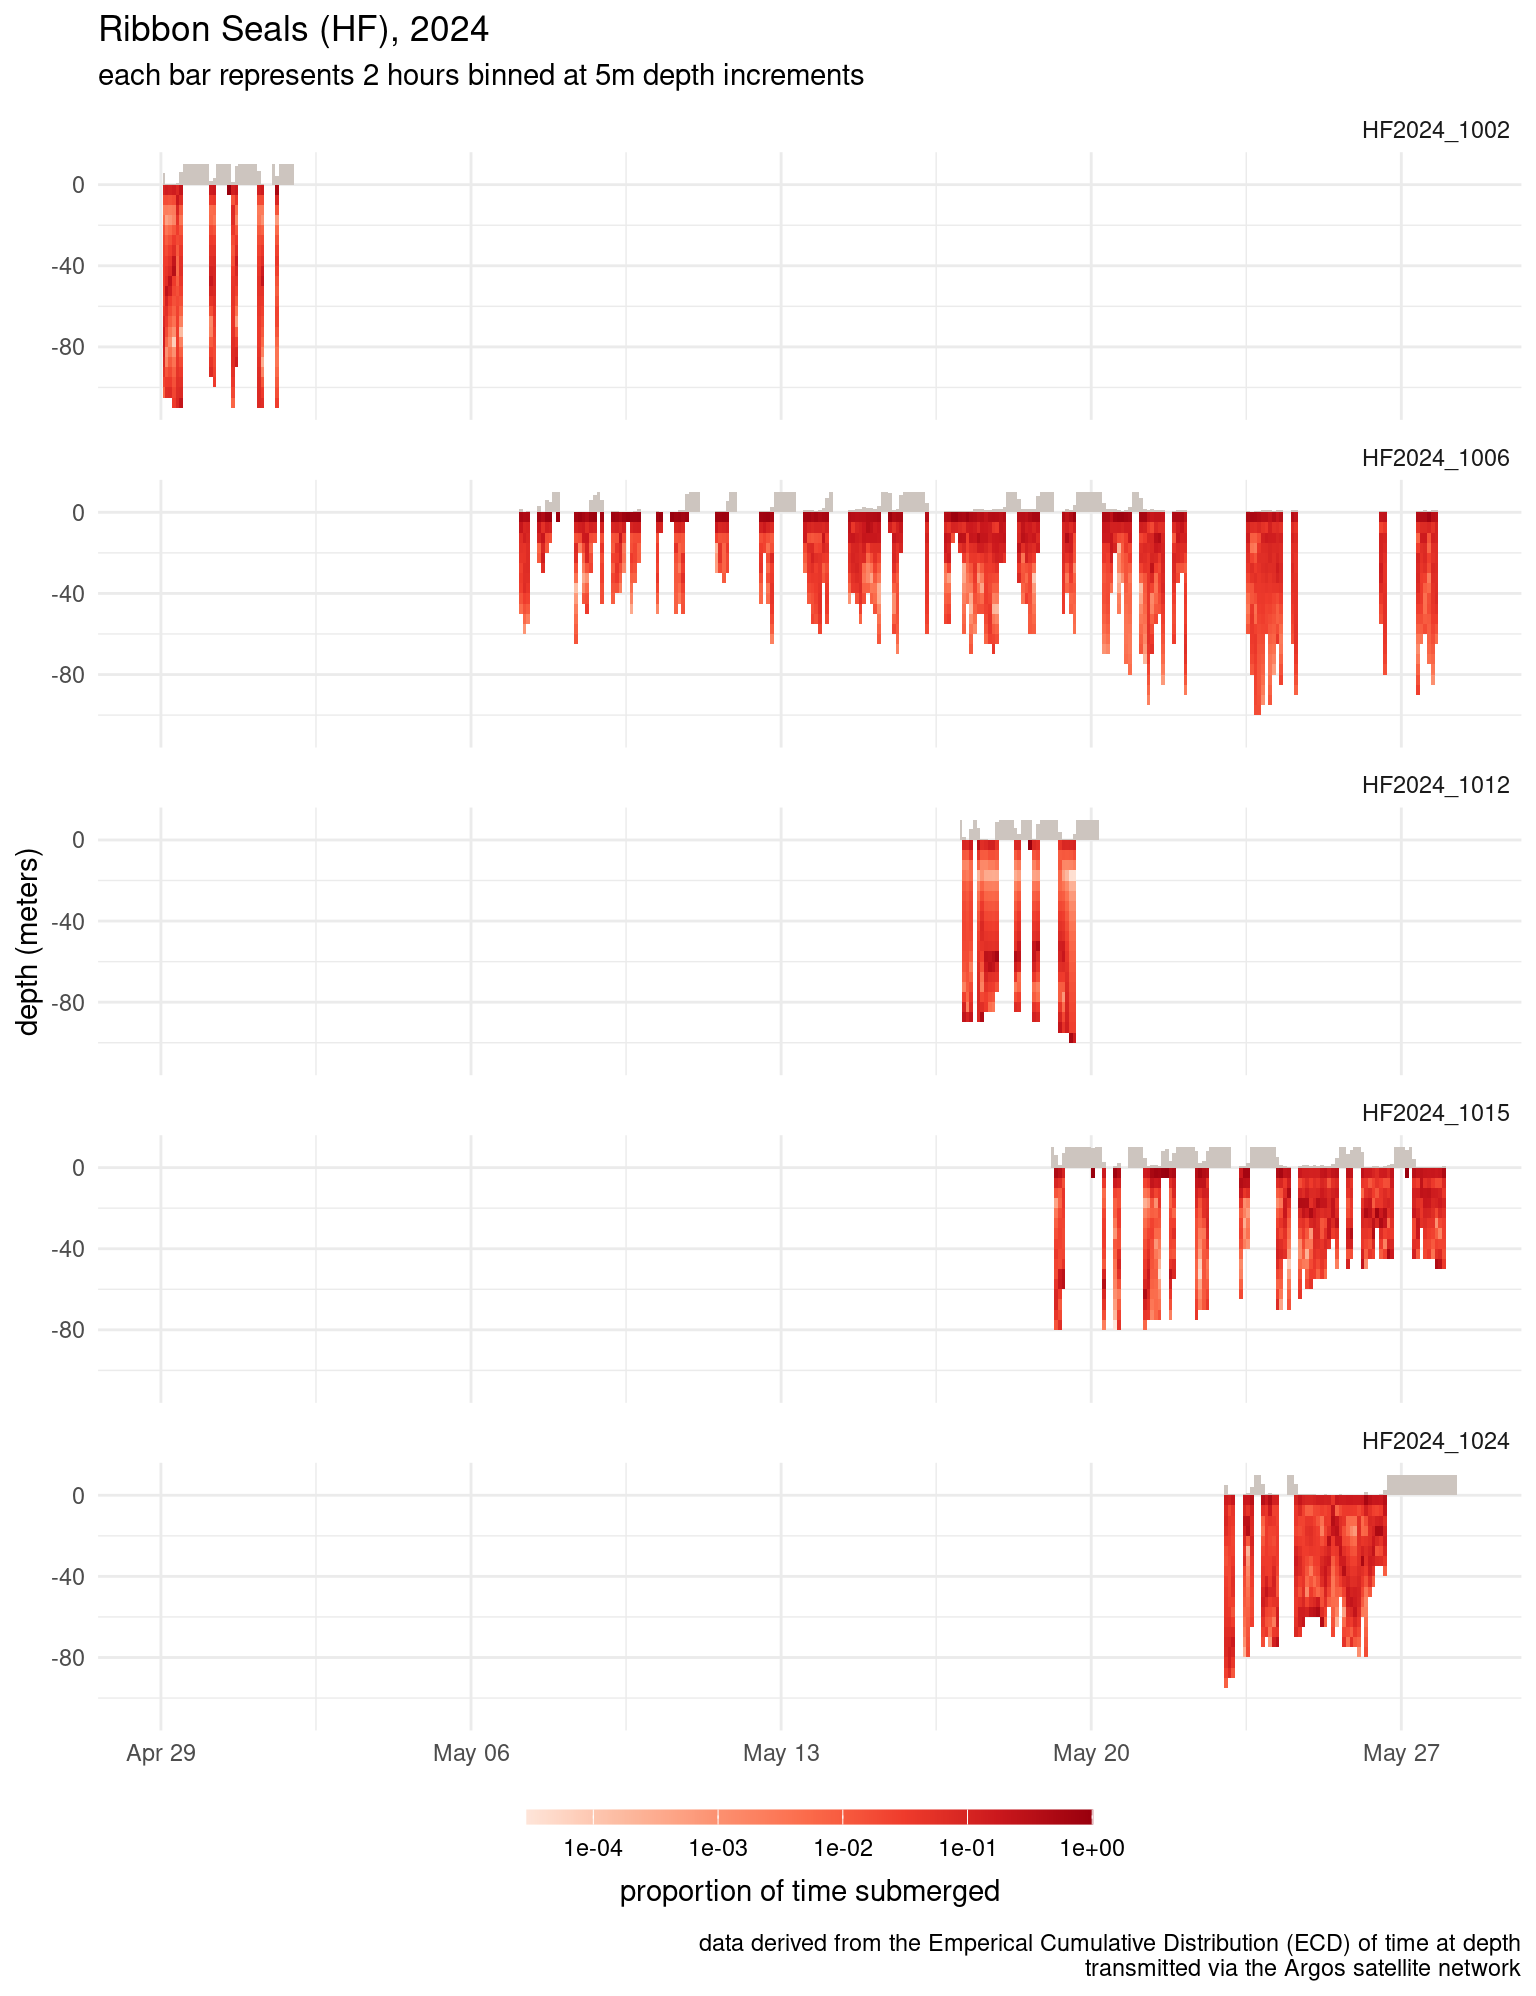 Ribbon Seals (HF), 2024
each bar represents 2 hours binned at 5m depth increments
HF2024_1002
0
-40
-80
HF2024_1006
0
-40
-80
HF2024_1012
0
-40
-80
depth (meters)
HF2024_1015
0
-40
-80
HF2024_1024
0
-40
-80
Apr 29 May 06 May 13 May 20 May 27
1e-04 1e-03 1e-02 1e-01 1e+00
proportion of time submerged
data derived from the Emperical Cumulative Distribution (ECD) of time at depth
transmitted via the Argos satellite network